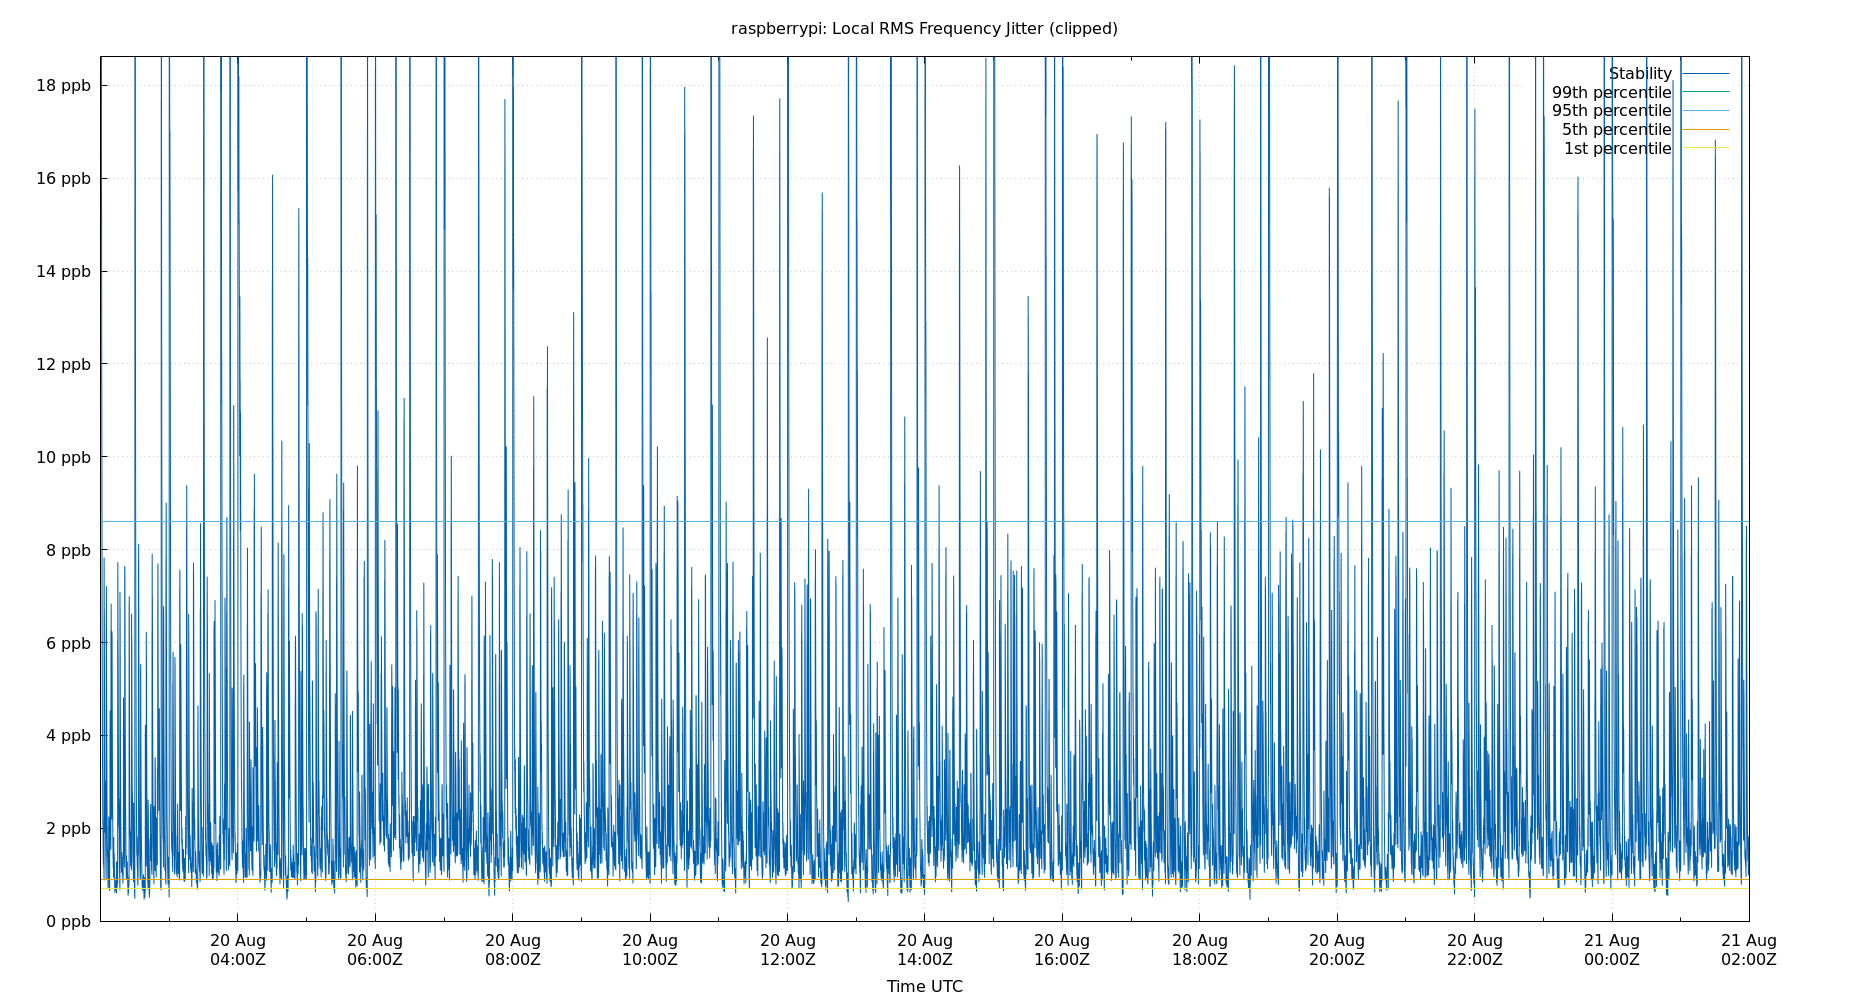 raspberrypi: Local RMS Frequency Jitter (clipped)
Stability
99th percentile
95th percentile
5th percentile
1st percentile
18 ppb
16 ppb
14 ppb
12 ppb
10 ppb
8 ppb
6 ppb
4 ppb
2 ppb
0 ppb
20 Aug 20 Aug 20 Aug 20 Aug 20 Aug 20 Aug 20 Aug 20 Aug 20 Aug 20 Aug 21 Aug 21 Aug
04:00Z 06:00Z 08:00Z 10:00Z 12:00Z 14:00Z 16:00Z 18:00Z 20:00Z 22:00Z 00:00Z 02:00Z
Time UTC